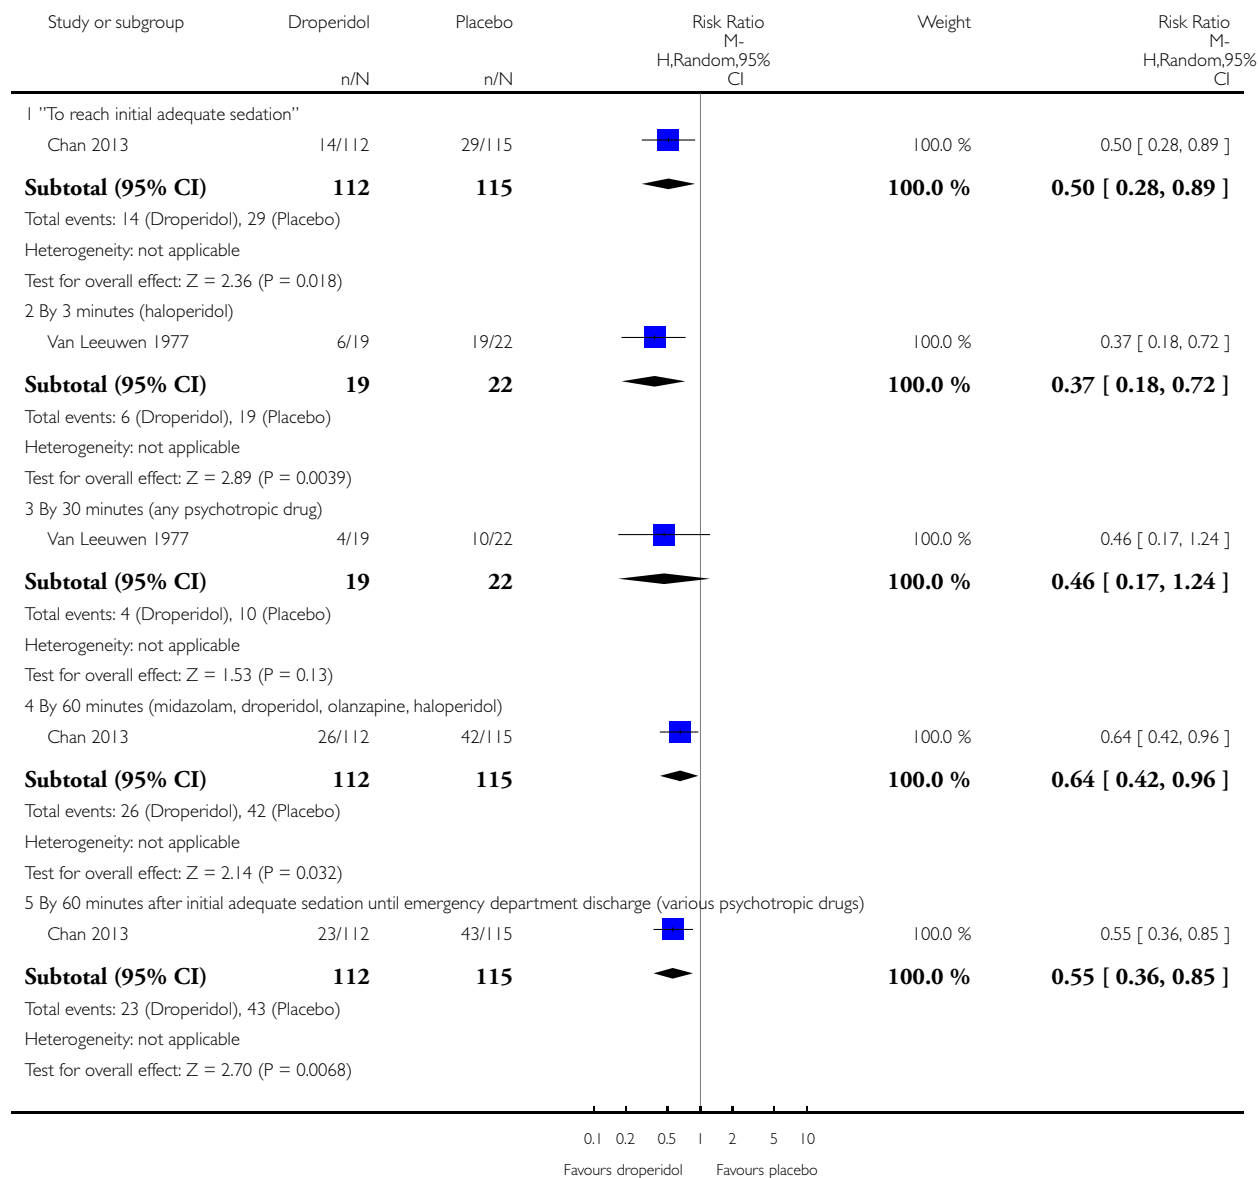 Study or subgroup Droperidol Placebo Risk Ratio Weight Risk Ratio
M- M-
H,Random,95% H,Random,95%
n/N n/N CI CI
1 ”To reach initial adequate sedation”
Chan 2013 14/112 29/115 100.0 % 0.50 [ 0.28, 0.89 ]
Subtotal (95% CI) 112 115 100.0 % 0.50 [ 0.28, 0.89 ]
Total events: 14 (Droperidol), 29 (Placebo)
Heterogeneity: not applicable
Test for overall effect: Z = 2.36 (P = 0.018)
2 By 3 minutes (haloperidol)
Van Leeuwen 1977 6/19 19/22 100.0 % 0.37 [ 0.18, 0.72 ]
Subtotal (95% CI) 19 22 100.0 % 0.37 [ 0.18, 0.72 ]
Total events: 6 (Droperidol), 19 (Placebo)
Heterogeneity: not applicable
Test for overall effect: Z = 2.89 (P = 0.0039)
3 By 30 minutes (any psychotropic drug)
Van Leeuwen 1977 4/19 10/22 100.0 % 0.46 [ 0.17, 1.24 ]
Subtotal (95% CI) 19 22 100.0 % 0.46 [ 0.17, 1.24 ]
Total events: 4 (Droperidol), 10 (Placebo)
Heterogeneity: not applicable
Test for overall effect: Z = 1.53 (P = 0.13)
4 By 60 minutes (midazolam, droperidol, olanzapine, haloperidol)
Chan 2013 26/112 42/115 100.0 % 0.64 [ 0.42, 0.96 ]
Subtotal (95% CI) 112 115 100.0 % 0.64 [ 0.42, 0.96 ]
Total events: 26 (Droperidol), 42 (Placebo)
Heterogeneity: not applicable
Test for overall effect: Z = 2.14 (P = 0.032)
5 By 60 minutes after initial adequate sedation until emergency department discharge (various psychotropic drugs)
Chan 2013 23/112 43/115 100.0 % 0.55 [ 0.36, 0.85 ]
Subtotal (95% CI) 112 115 100.0 % 0.55 [ 0.36, 0.85 ]
Total events: 23 (Droperidol), 43 (Placebo)
Heterogeneity: not applicable
Test for overall effect: Z = 2.70 (P = 0.0068)
0.1 0.2 0.5 1 2 5 10
Favours droperidol Favours placebo